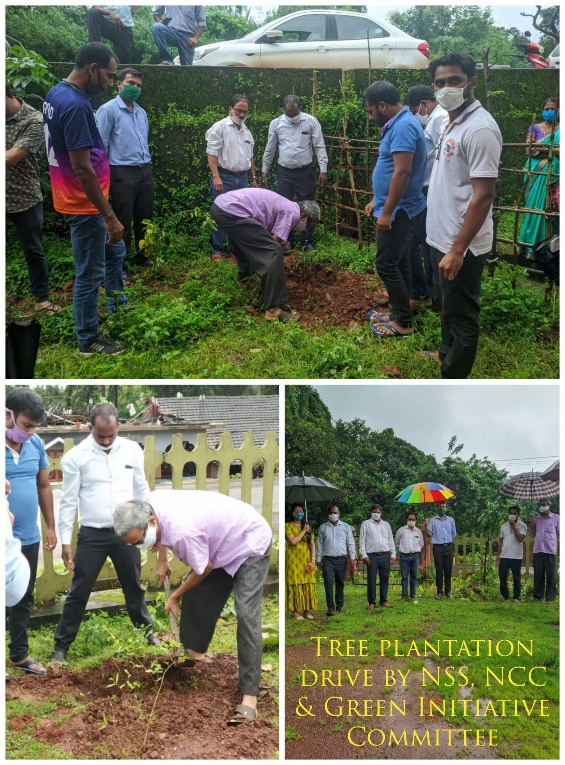 Tree plantation
drive by NSS, NCC
& Green Initiative
Committee